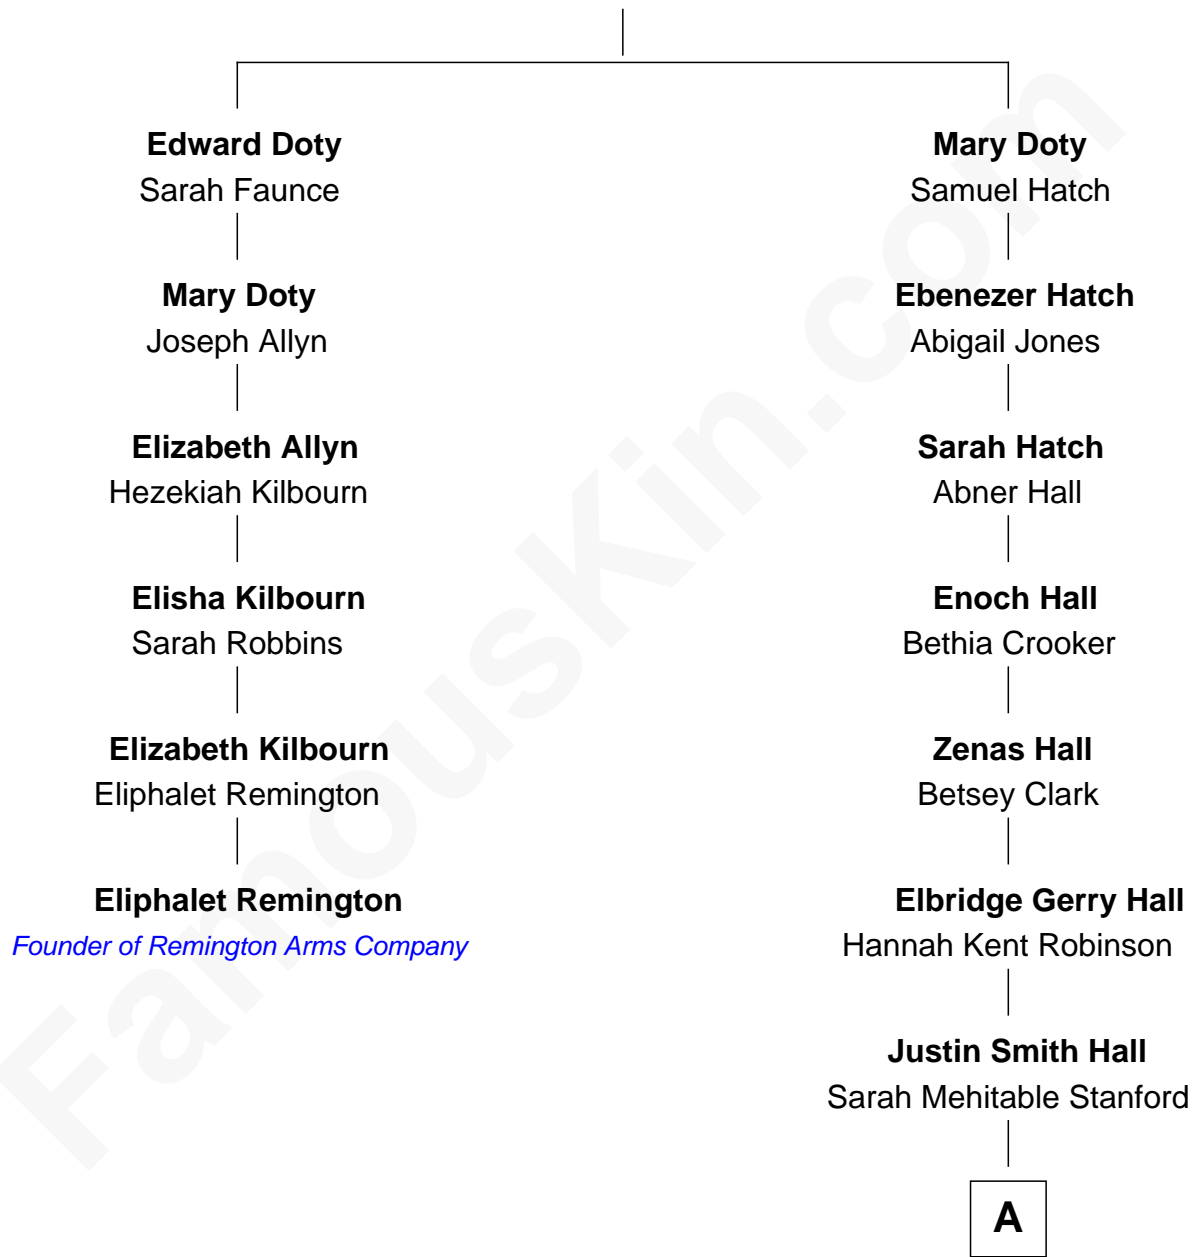 Edward Doty
Sarah Faunce
Mary Doty
Joseph Allyn
Elizabeth Allyn
Hezekiah Kilbourn
Elisha Kilbourn
Sarah Robbins
Elizabeth Kilbourn
Eliphalet Remington
Eliphalet Remington
Founder of Remington Arms Company
Mary Doty
Samuel Hatch
Ebenezer Hatch
Abigail Jones
Sarah Hatch
Abner Hall
Enoch Hall
Bethia Crooker
Zenas Hall
Betsey Clark
Elbridge Gerry Hall
Hannah Kent Robinson
Justin Smith Hall
Sarah Mehitable Stanford
A
FamousKin.com